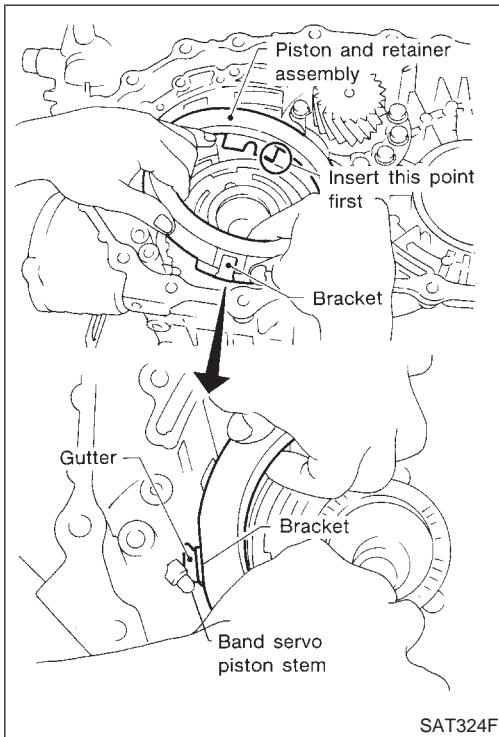 Piston and retainer
assembly
Insert this point
first
Bracket
Gutter
Bracket
Band servo
piston stem
SAT324F